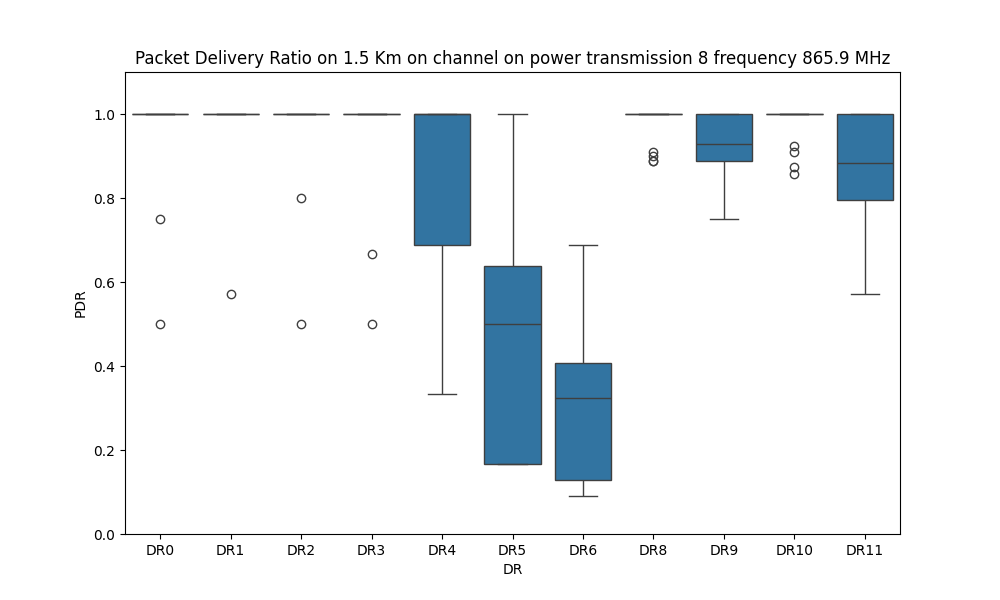 Packet Delivery Ratio on 1.5 Km on channel on power transmission 8 frequency 865.9 MHz
1.0
0.8
0.6
0.4
0.2
0.0
PDR
DR0 DR1 DR2 DR3 DR4 DR5 DR6 DR8 DR9 DR10 DR11
DR